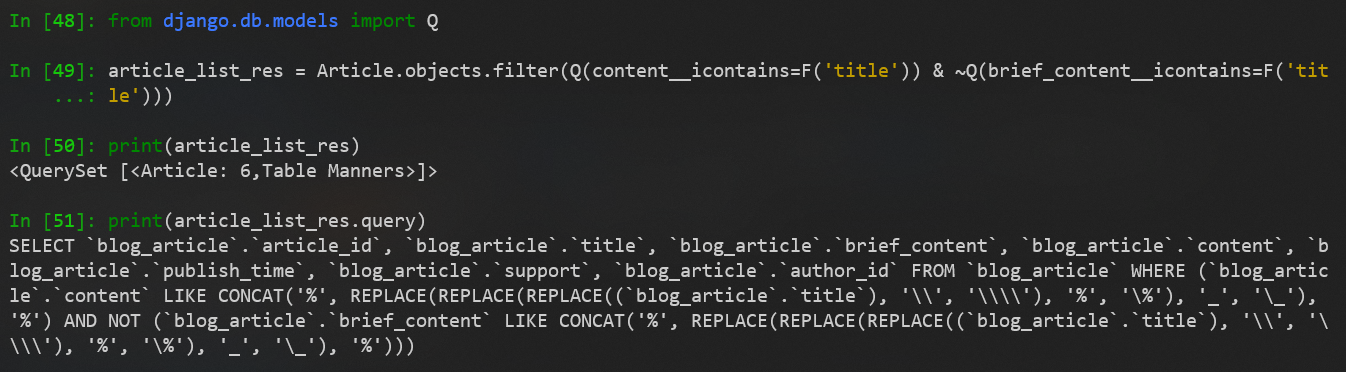 In [48]: from django.db.models import Q
In [49]: article_list_res = Article.objects.filter(Q(content__icontains=F('title')) & ~Q(brief_content__icontains=F('tit
...: le')))
In [50]: print(article_list_res)
<QuerySet [<Article: 6,Table Manners>]>
In [51]: print(article_list_res.query)
SELECT `blog_article`.`article_id`, `blog_article`.`title`, `blog_article`.`brief_content`, `blog_article`.`content`, `b
log_article`.`publish_time`, `blog_article`.`support`, `blog_article`.`author_id` FROM `blog_article` WHERE (`blog_artic
le`.`content` LIKE CONCAT('%', REPLACE(REPLACE(REPLACE((`blog_article`.`title`), '\\', '\\\\'), '%', '\%'), '_', '\_'),
'%') AND NOT (`blog_article`.`brief_content` LIKE CONCAT('%', REPLACE(REPLACE(REPLACE((`blog_article`.`title`), '\\', '\
\\\'), '%', '\%'), '_', '\_'), '%')))